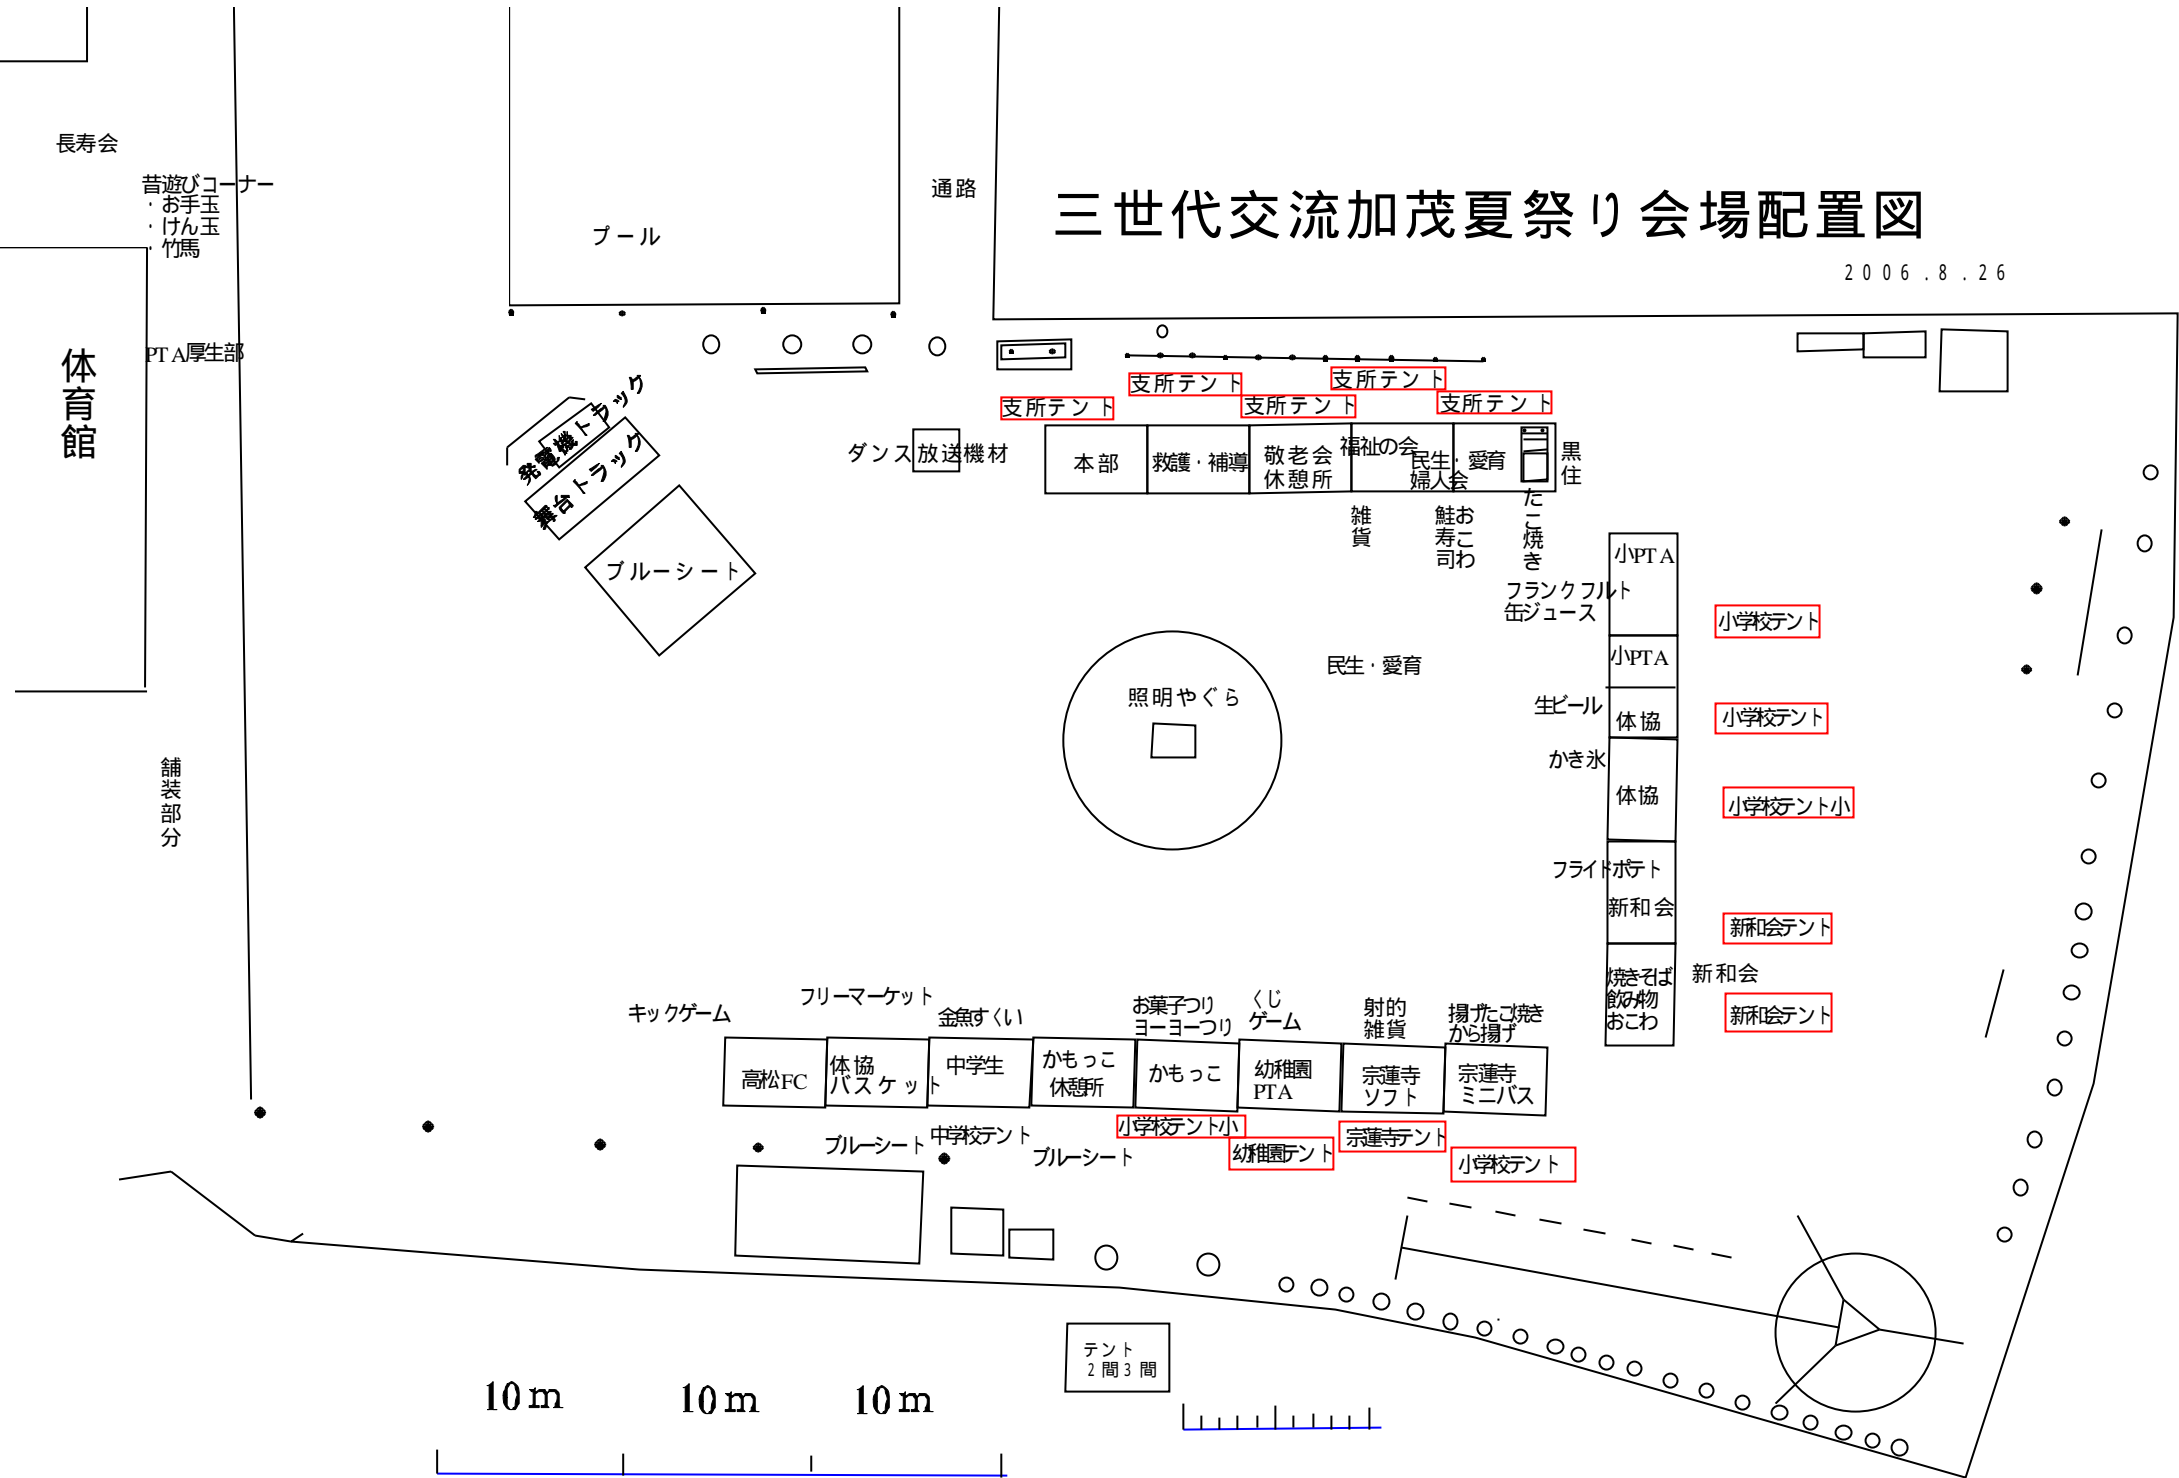 三世代交流加茂夏祭り会場配置図
2006.8.26
長寿会
昔遊びコーナー
・お手玉
・けん玉
・竹馬
体育館
PTA厚生部
舗装部分
プール
通路
発電機トラック
舞台トラック
ブルーシート
ダンス放送機材
支所テント
支所テント
支所テント
支所テント
支所テント
本部
救護・補導
敬老会
休憩所
福祉の会
民生・愛育
婦人会
黒住
雑貨
鮭寿司
おこわ
たこ焼き
照明やぐら
民生・愛育
小PTA
フランクフルト
缶ジュース
小学校テント
小PTA
生ビール
体協
小学校テント
かき氷
体協
小学校テント小
フライドポテト
新和会
新和会テント
焼きそば
飲み物
おこわ
新和会
新和会テント
キックゲーム
フリーマーケット
金魚すくい
お菓子つり
ヨーヨーつり
くじ
ゲーム
射的
雑貨
揚げたこ焼き
から揚げ
高松FC
体協
バスケット
中学生
かもっこ
休憩所
かもっこ
幼稚園
PTA
宗蓮寺
ソフト
宗蓮寺
ミニバス
ブルーシート
中学校テント
ブルーシート
小学校テント小
幼稚園テント
宗蓮寺テント
小学校テント
テント
2間3間
10m
10m
10m